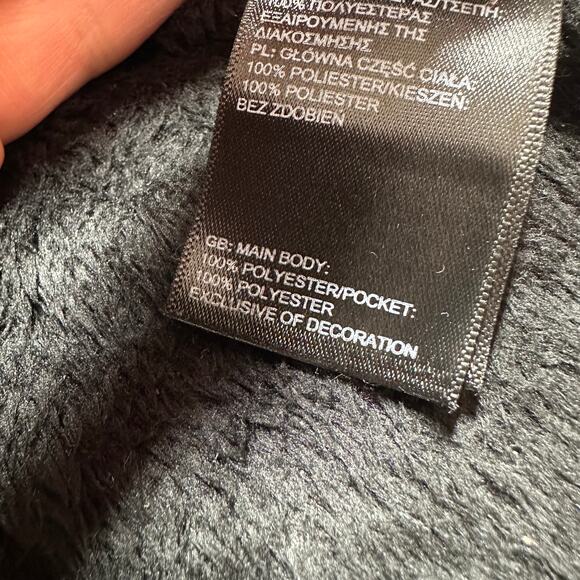 100% ΠΟΛΥΕΣΤΕΡΑΣ
ΕΞΑΙΡΟΥΜΕΝΗΣ ΤΗΣ
ΔΙΑΚΟΣΜΗΣΗΣ
PL: GŁÓWNA CZĘŚĆ CIAŁA:
100% POLIESTER/KIESZEŃ:
100% POLIESTER
BEZ ZDOBIEŃ
GB: MAIN BODY:
100% POLYESTER/POCKET:
100% POLYESTER
EXCLUSIVE OF DECORATION